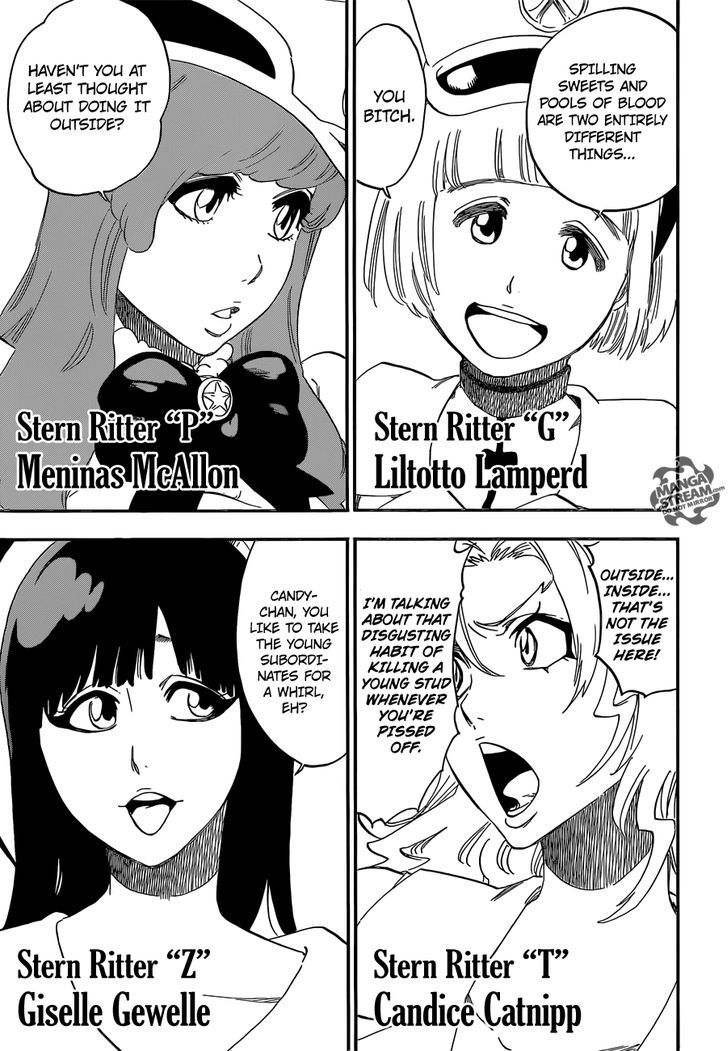 SPILLING
SWEETS AND
POOLS OF BLOOD
ARE TWO ENTIRELY
DIFFERENT
THINGS...
YOU
BITCH.
Stern Ritter “G”
Liltotto Lamperd
HAVEN'T YOU AT
LEAST THOUGHT
ABOUT DOING IT
OUTSIDE?
Stern Ritter “P”
Meninas McAllon
MANGA
STREAM.com
DO NOT MIRROR
OUTSIDE...
INSIDE...
THAT'S
NOT THE
ISSUE
HERE!
I'M TALKING
ABOUT THAT
DISGUSTING
HABIT OF
KILLING A
YOUNG STUD
WHENEVER
YOU'RE
PISSED
OFF.
Stern Ritter “T”
Candice Catnipp
CANDY-
CHAN, YOU
LIKE TO TAKE
THE YOUNG
SUBORDI-
NATES FOR
A WHIRL,
EH?
Stern Ritter “Z”
Giselle Gewelle